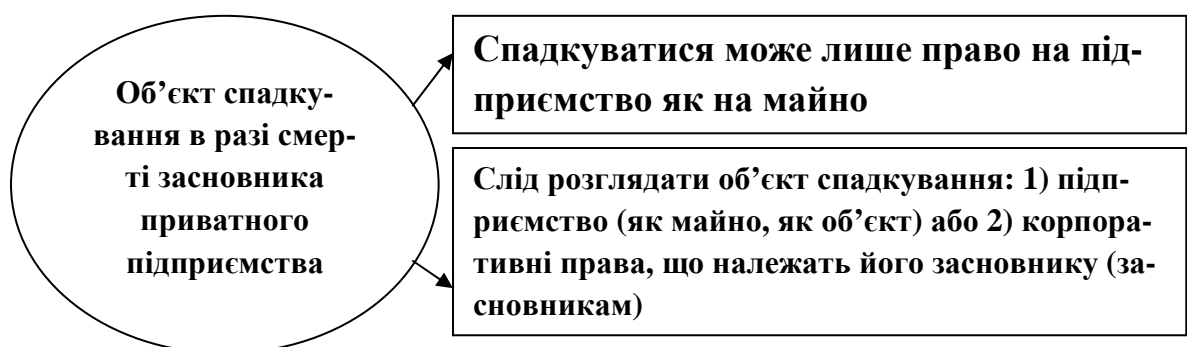 Об’єкт спадку-
вання в разі смер-
ті засновника
приватного
підприємства
Спадкуватися може лише право на під-
приємство як на майно
Слід розглядати об’єкт спадкування: 1) підп-
риємство (як майно, як об’єкт) або 2) корпора-
тивні права, що належать його засновнику (за-
сновникам)